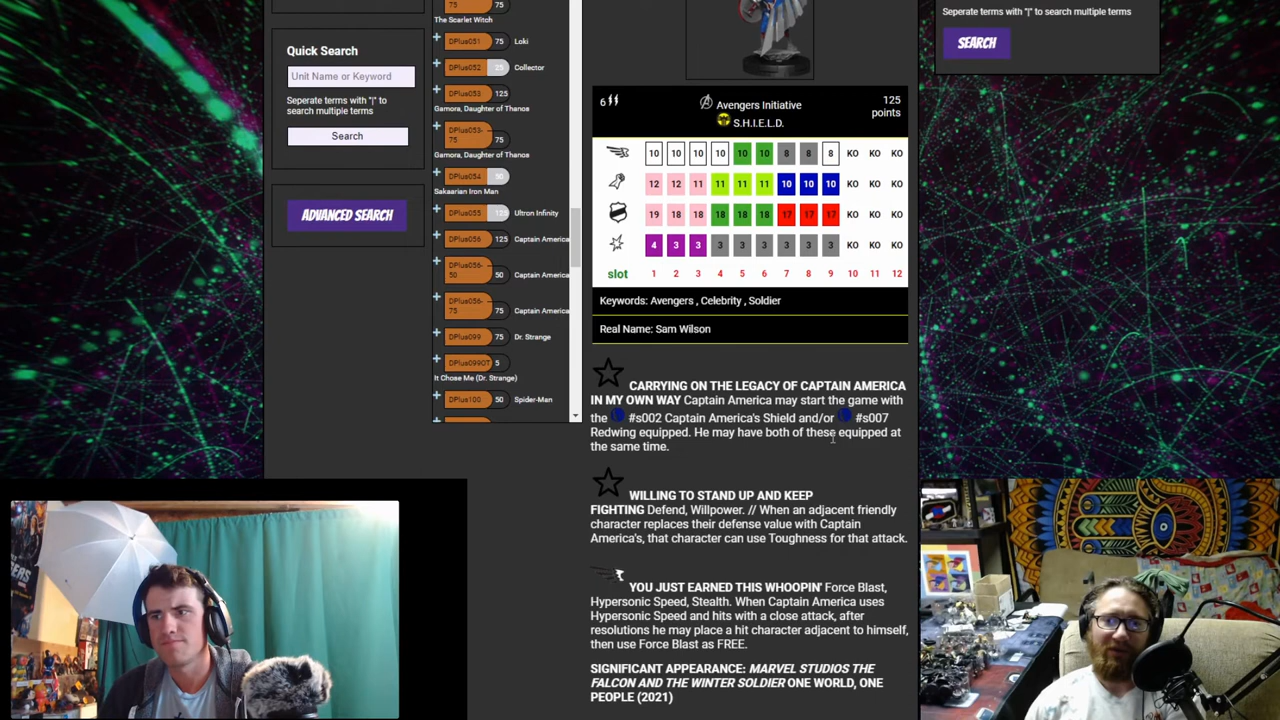 Quick Search
Unit Name or Keyword
Seperate terms with "|" to
search multiple terms
Search
ADVANCED SEARCH
75
The Scarlet Witch
DPlus051 75 Loki
DPlus052 25 Collector
DPlus053 125
Gamora, Daughter of Thanos
DPlus053-
75 75
Gamora, Daughter of Thanos
DPlus054 50
Sakaarian Iron Man
DPlus055 125 Ultron Infinity
DPlus056 125 Captain America
DPlus056-
50 50 Captain America
DPlus056-
75 75 Captain America
DPlus099 75 Dr. Strange
DPlus099OT 5
It Chose Me (Dr. Strange)
DPlus100 50 Spider-Man
6
Avengers Initiative
S.H.I.E.L.D.
125
points
10 10 10 10 10 10 8 8 8 KO KO KO
12 12 11 11 11 11 10 10 10 KO KO KO
19 18 18 18 18 18 17 17 17 KO KO KO
4 3 3 3 3 3 3 3 3 KO KO KO
slot 1 2 3 4 5 6 7 8 9 10 11 12
Keywords: Avengers , Celebrity , Soldier
Real Name: Sam Wilson
CARRYING ON THE LEGACY OF CAPTAIN AMERICA
IN MY OWN WAY Captain America may start the game with
the #s002 Captain America's Shield and/or #s007
Redwing equipped. He may have both of these equipped at
the same time.
WILLING TO STAND UP AND KEEP
FIGHTING Defend, Willpower. // When an adjacent friendly
character replaces their defense value with Captain
America's, that character can use Toughness for that attack.
YOU JUST EARNED THIS WHOOPIN' Force Blast,
Hypersonic Speed, Stealth. When Captain America uses
Hypersonic Speed and hits with a close attack, after
resolutions he may place a hit character adjacent to himself,
then use Force Blast as FREE.
SIGNIFICANT APPEARANCE: MARVEL STUDIOS THE
FALCON AND THE WINTER SOLDIER ONE WORLD, ONE
PEOPLE (2021)
Seperate terms with "|" to search multiple terms
SEARCH